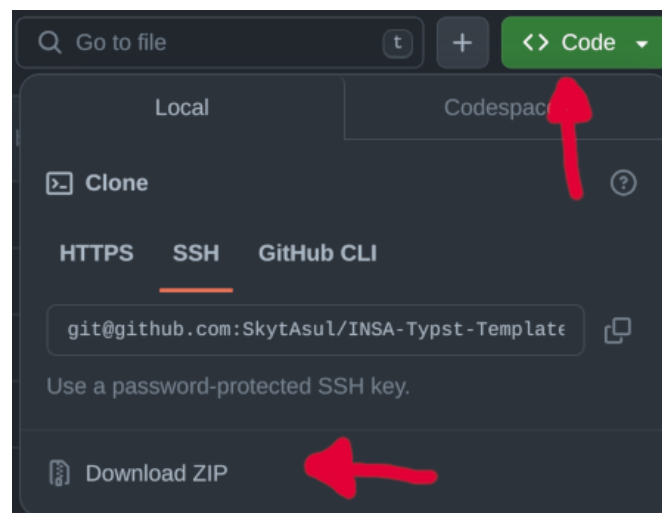 Go to file t + <> Code
Local Codespac
Clone ?
HTTPS SSH GitHub CLI
git@github.com:SkytAsul/INSA-Typst-Template
Use a password-protected SSH key.
Download ZIP